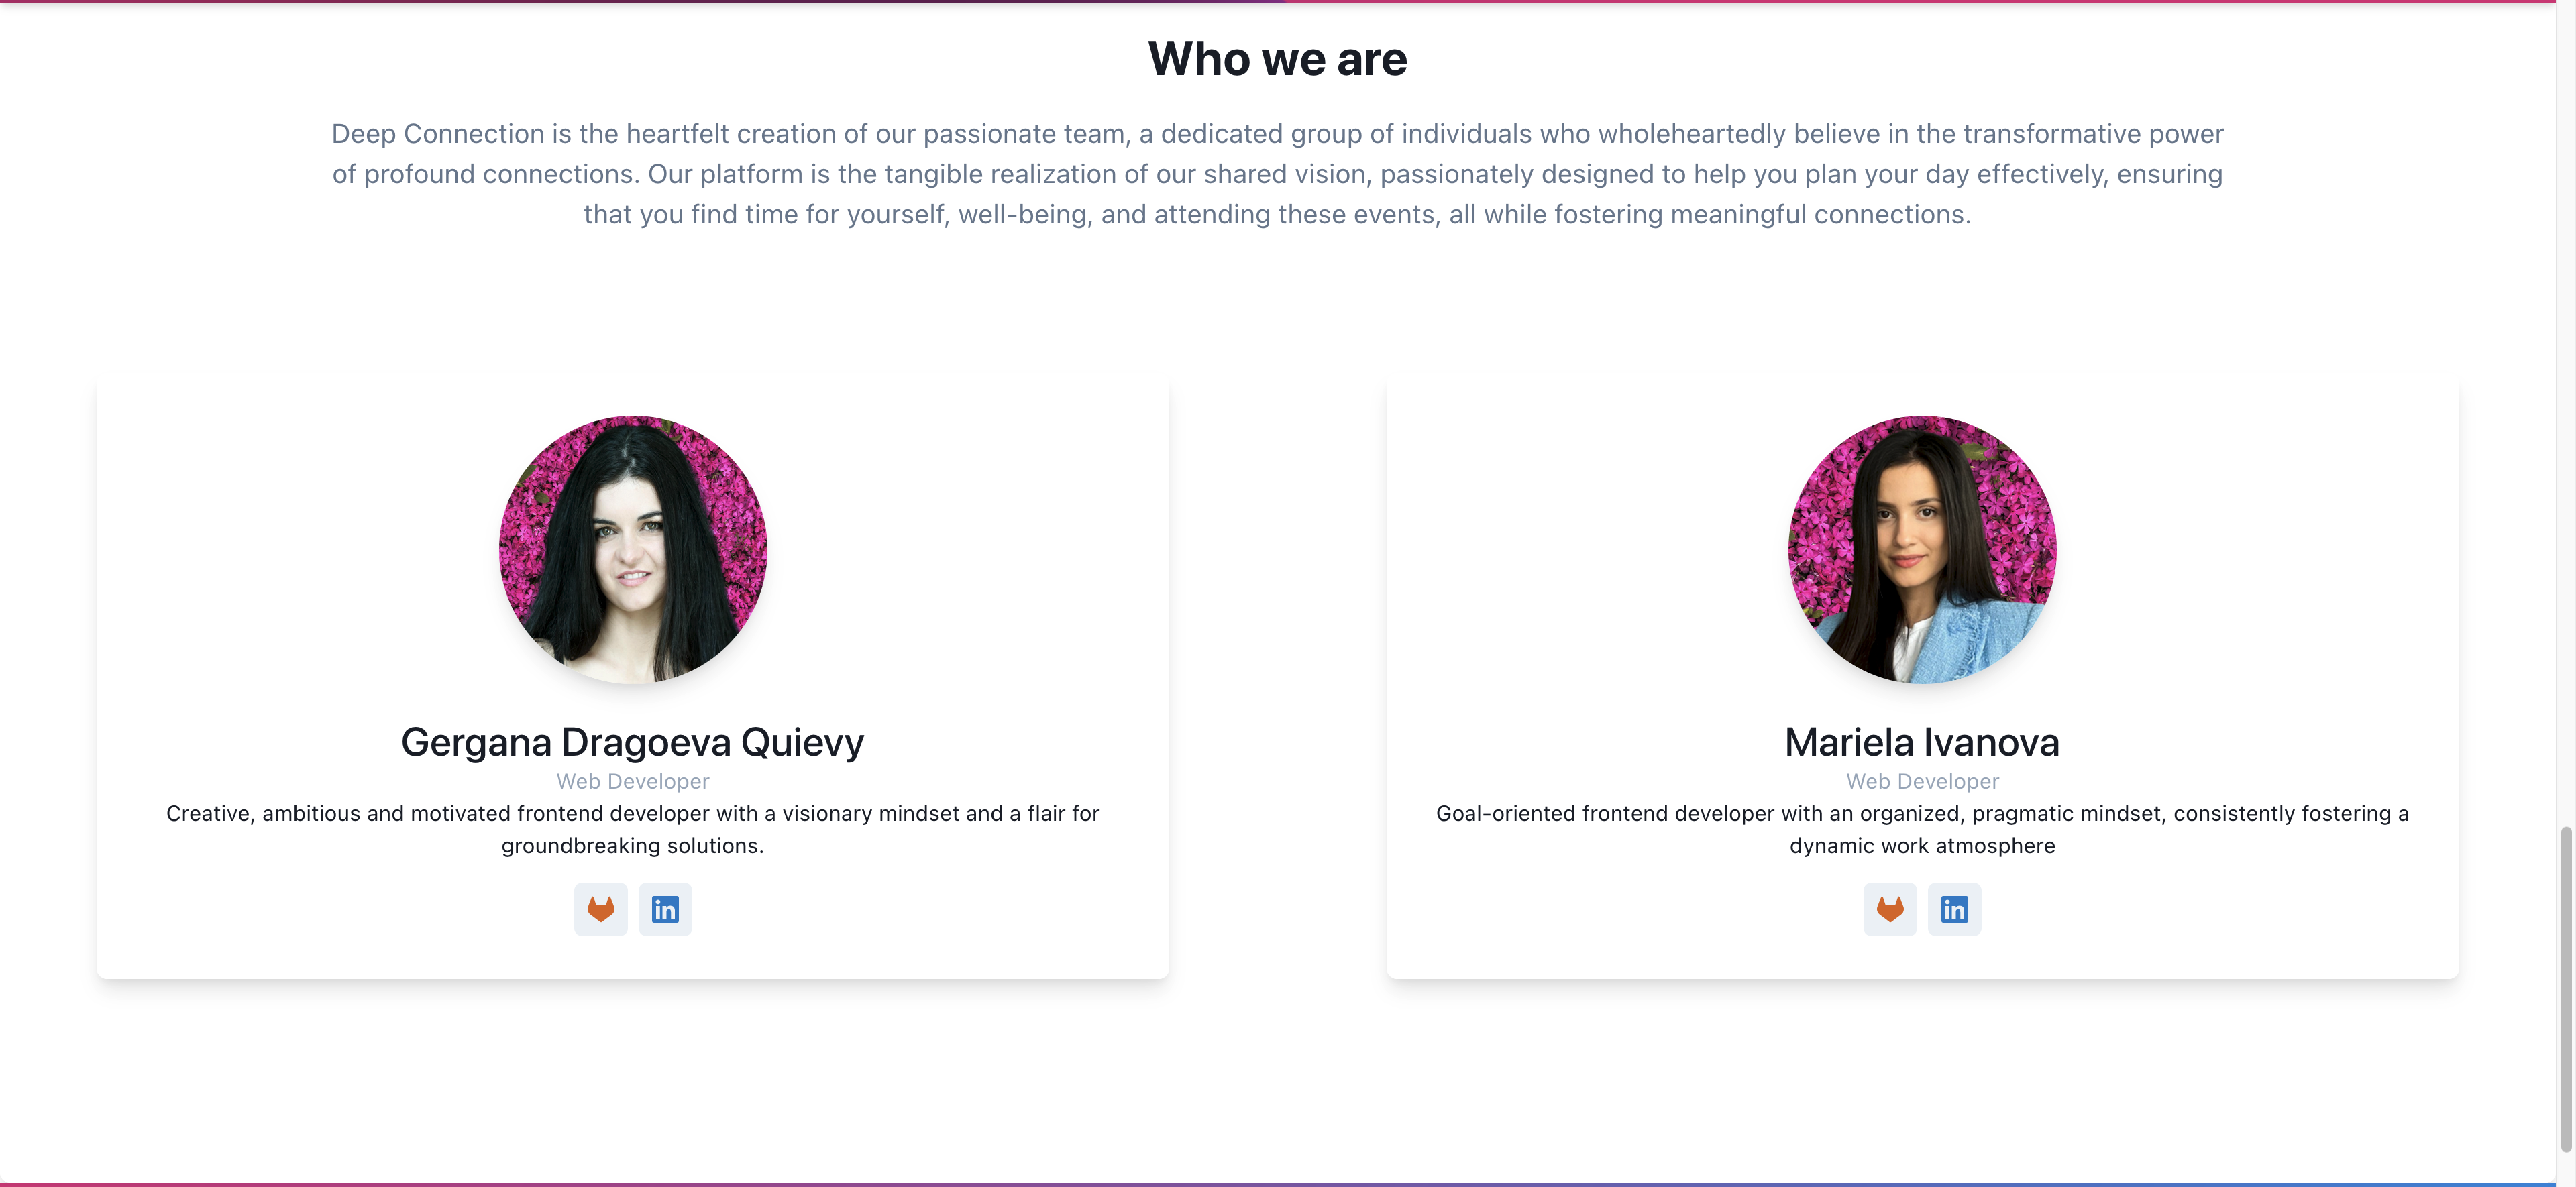 Who we are
Deep Connection is the heartfelt creation of our passionate team, a dedicated group of individuals who wholeheartedly believe in the transformative power
of profound connections. Our platform is the tangible realization of our shared vision, passionately designed to help you plan your day effectively, ensuring
that you find time for yourself, well-being, and attending these events, all while fostering meaningful connections.
Gergana Dragoeva Quievy
Web Developer
Creative, ambitious and motivated frontend developer with a visionary mindset and a flair for
groundbreaking solutions.
in
Mariela Ivanova
Web Developer
Goal-oriented frontend developer with an organized, pragmatic mindset, consistently fostering a
dynamic work atmosphere
in